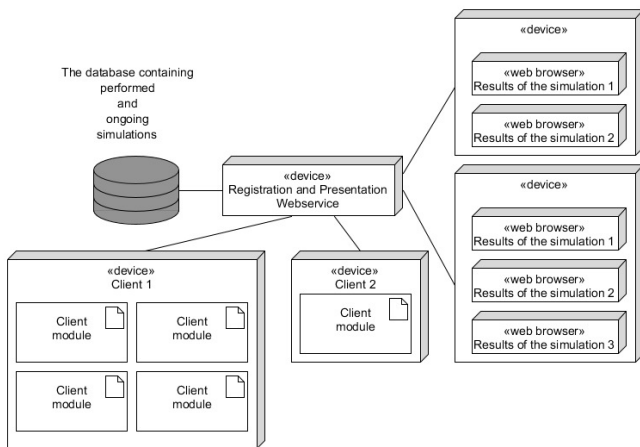 The database containing
performed
and
ongoing
simulations
«device»
Registration and Presentation
Webservice
«device»
«web browser»
Results of the simulation 1
«web browser»
Results of the simulation 2
«device»
«web browser»
Results of the simulation 1
«web browser»
Results of the simulation 2
«web browser»
Results of the simulation 3
«device»
Client 1
Client
module
Client
module
Client
module
Client
module
«device»
Client 2
Client
module